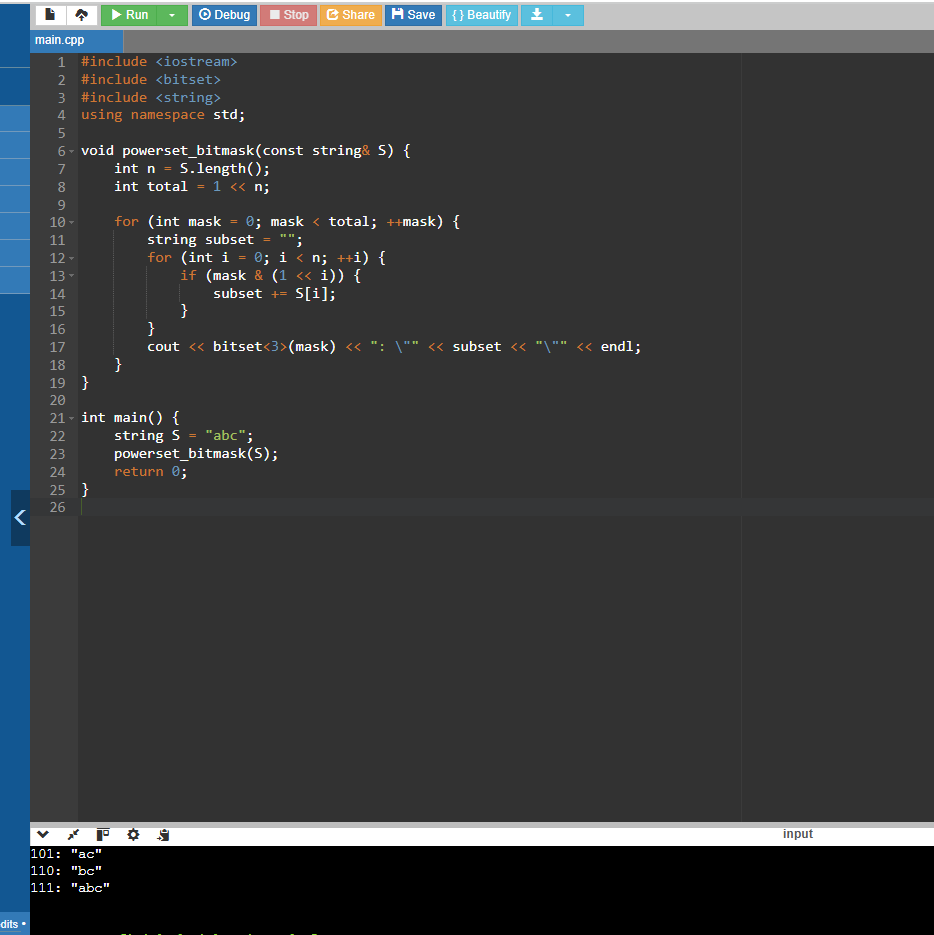 Run Debug Stop Share Save {} Beautify
main.cpp
1 #include <iostream>
2 #include <bitset>
3 #include <string>
4 using namespace std;
5
6 void powerset_bitmask(const string& S) {
7     int n = S.length();
8     int total = 1 << n;
9
10     for (int mask = 0; mask < total; ++mask) {
11         string subset = "";
12         for (int i = 0; i < n; ++i) {
13             if (mask & (1 << i)) {
14                 subset += S[i];
15             }
16         }
17         cout << bitset<3>(mask) << ": \"" << subset << "\"" << endl;
18     }
19 }
20
21 int main() {
22     string S = "abc";
23     powerset_bitmask(S);
24     return 0;
25 }
26
input
101: "ac"
110: "bc"
111: "abc"
dits •